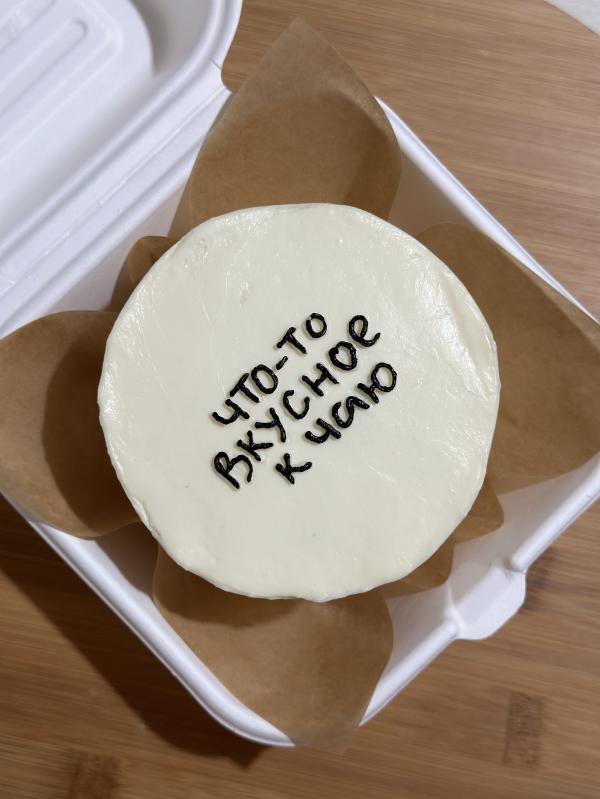 что-то
вкусное
к чаю